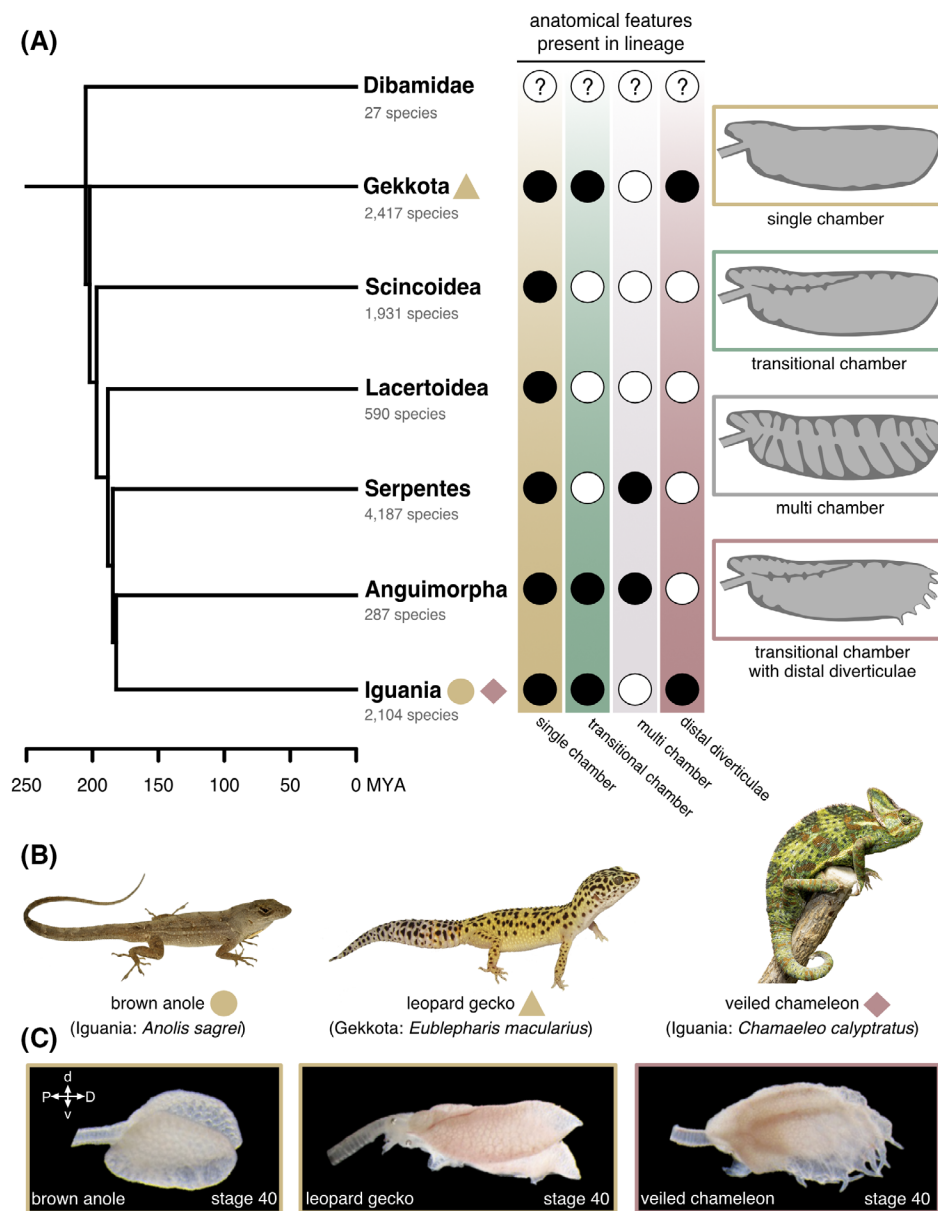 (A)
anatomical features
present in lineage
Dibamidae
27 species
? ? ? ?
Gekkota
2,417 species
single chamber
Scincoidea
1,931 species
transitional chamber
Lacertoidea
590 species
multi chamber
Serpentes
4,187 species
Anguimorpha
287 species
transitional chamber
with distal diverticulae
Iguania
2,104 species
single chamber
transitional chamber
multi chamber
distal diverticulae
250 200 150 100 50 0 MYA
(B)
brown anole
(Iguania: Anolis sagrei)
leopard gecko
(Gekkota: Eublepharis macularius)
veiled chameleon
(Iguania: Chamaeleo calyptratus)
(C)
d
P D
v
brown anole stage 40
leopard gecko stage 40
veiled chameleon stage 40